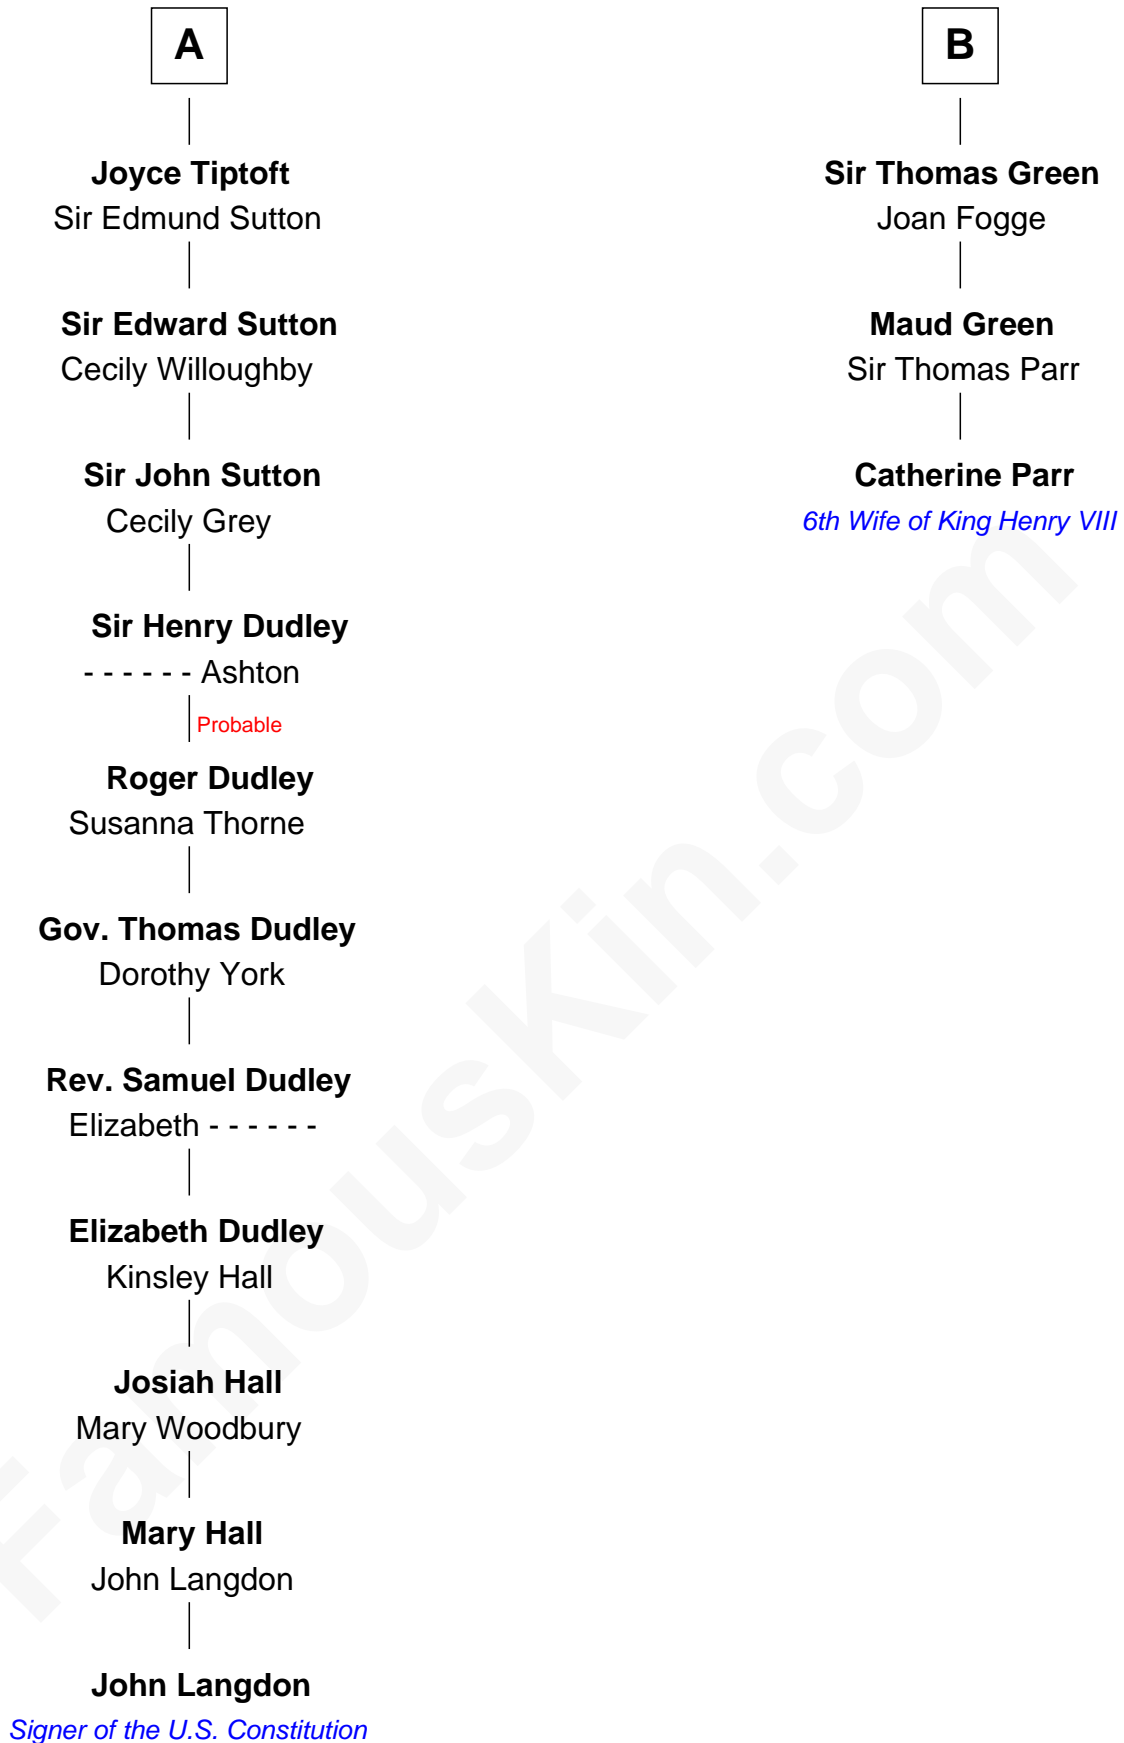 A
B
Joyce Tiptoft
Sir Edmund Sutton
Sir Thomas Green
Joan Fogge
Sir Edward Sutton
Cecily Willoughby
Maud Green
Sir Thomas Parr
Sir John Sutton
Cecily Grey
Catherine Parr
6th Wife of King Henry VIII
Sir Henry Dudley
- - - - - - Ashton
Probable
Roger Dudley
Susanna Thorne
Gov. Thomas Dudley
Dorothy York
Rev. Samuel Dudley
Elizabeth - - - - - -
Elizabeth Dudley
Kinsley Hall
Josiah Hall
Mary Woodbury
Mary Hall
John Langdon
John Langdon
Signer of the U.S. Constitution
FamousKin.com